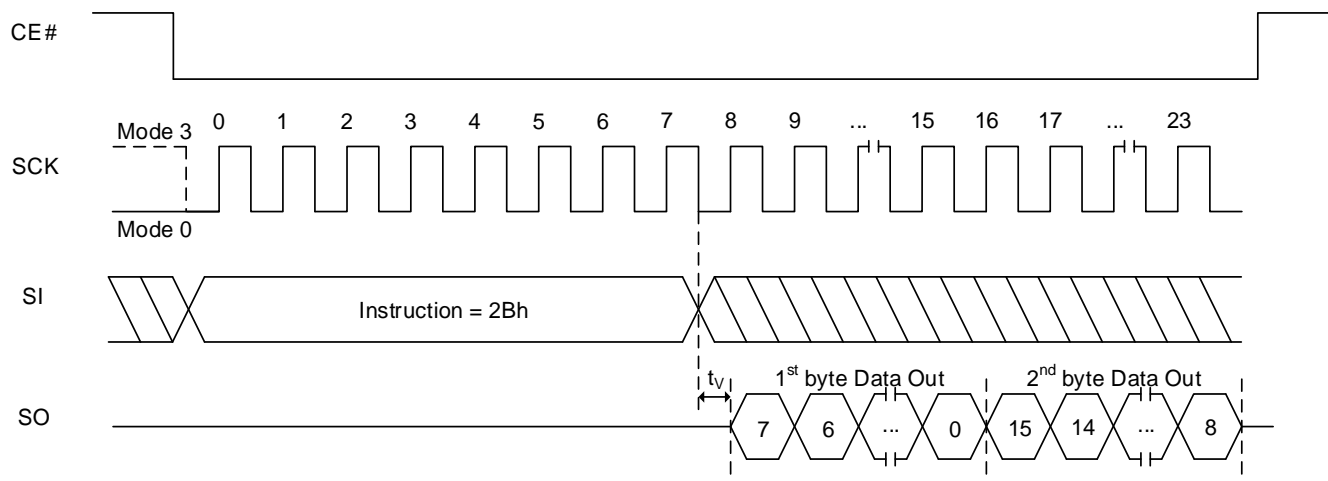 CE#
Mode 3 0 1 2 3 4 5 6 7 8 9 ... 15 16 17 ... 23
SCK
Mode 0
SI Instruction = 2Bh
tV 1st byte Data Out 2nd byte Data Out
SO 7 6 ... 0 15 14 ... 8